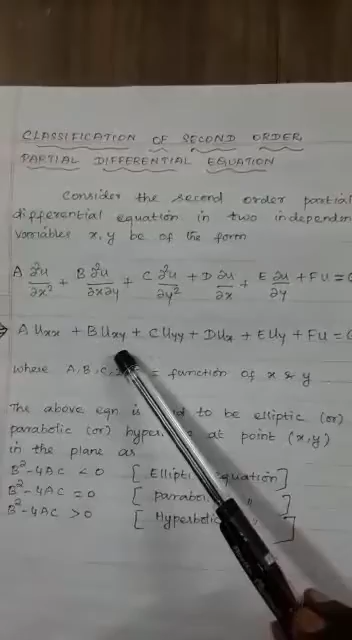 CLASSIFICATION OF SECOND ORDER
PARTIAL DIFFERENTIAL EQUATION
Consider the second order partial
differential equation in two independen
variables x, y be of the form
A ∂²u/∂x² + B ∂²u/∂x∂y + C ∂²u/∂y² + D ∂u/∂x + E ∂u/∂y + Fu =
⇒ A Uxx + B Uxy + C Uyy + D Ux + E Uy + Fu =
where A, B, C, = function of x & y
The above eqn is to be elliptic (or)
parabolic (or) hyper at point (x,y)
in the plane as
B²-4AC < 0 [Ellipti Equation]
B²-4AC = 0 [parabol " ]
B²-4AC > 0 [Hyperbolic " ]